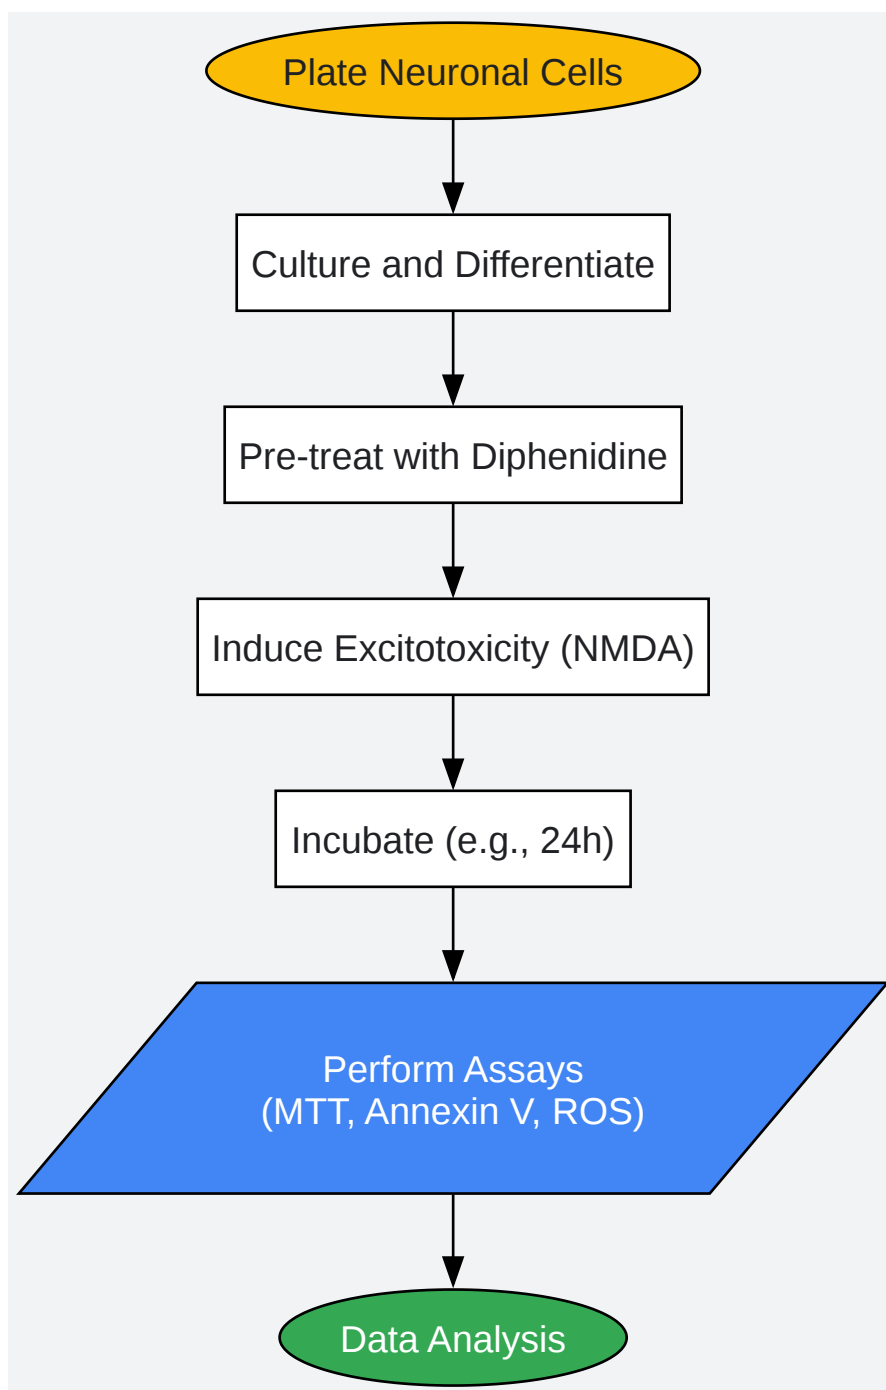 Plate Neuronal Cells
Culture and Differentiate
Pre-treat with Diphenidine
Induce Excitotoxicity (NMDA)
Incubate (e.g., 24h)
Perform Assays
(MTT, Annexin V, ROS)
Data Analysis